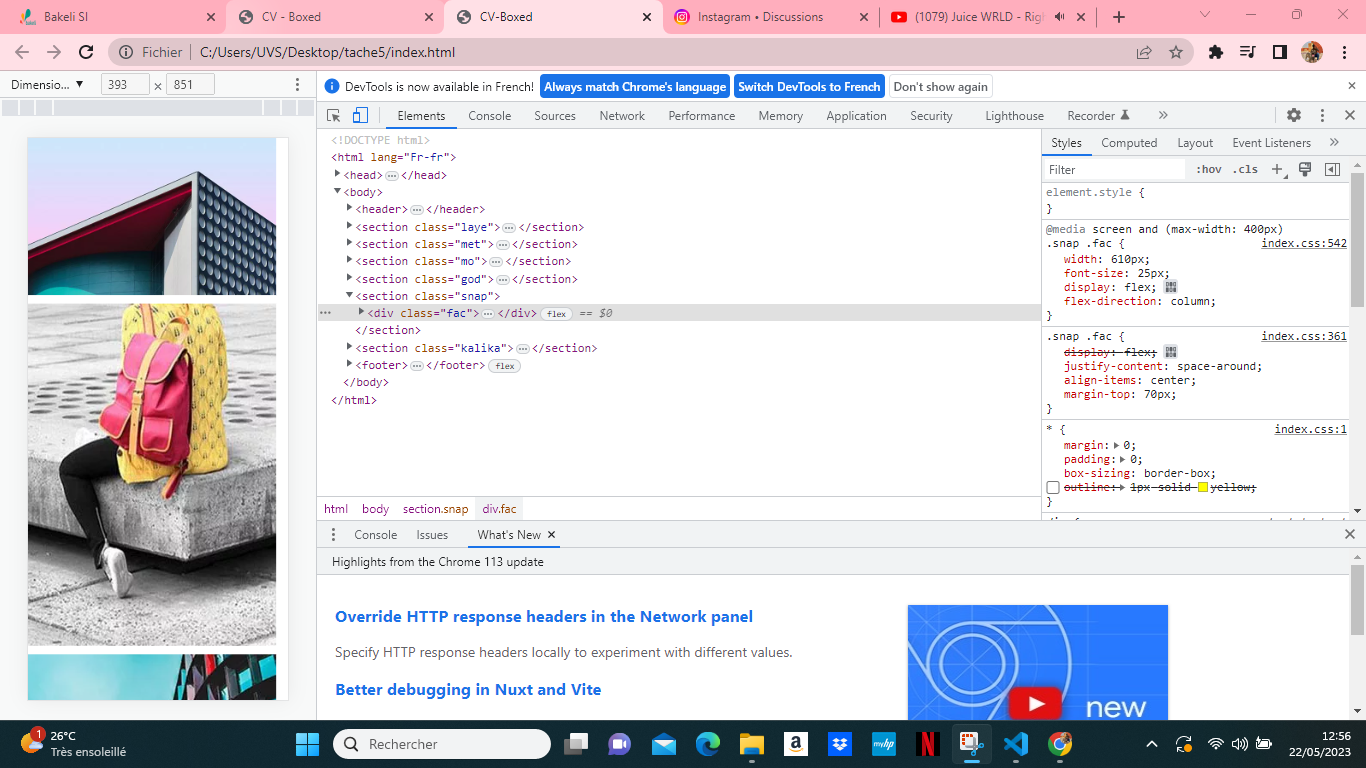 Bakeli SI
CV - Boxed
CV-Boxed
Instagram • Discussions
(1079) Juice WRLD - Righ
Fichier
C:/Users/UVS/Desktop/tache5/index.html
Dimensio... ▼
393
×
851
DevTools is now available in French!
Always match Chrome's language
Switch DevTools to French
Don't show again
Elements
Console
Sources
Network
Performance
Memory
Application
Security
Lighthouse
Recorder
<!DOCTYPE html>
<html lang="Fr-fr">
<head>…</head>
<body>
<header>…</header>
<section class="laye">…</section>
<section class="met">…</section>
<section class="mo">…</section>
<section class="god">…</section>
<section class="snap">
<div class="fac">…</div> flex == $0
</section>
<section class="kalika">…</section>
<footer>…</footer> flex
</body>
</html>
html
body
section.snap
div.fac
Styles
Computed
Layout
Event Listeners
Filter
:hov
.cls
element.style {
}
@media screen and (max-width: 400px)
.snap .fac {
index.css:542
width: 610px;
font-size: 25px;
display: flex;
flex-direction: column;
}
.snap .fac {
index.css:361
display: flex;
justify-content: space-around;
align-items: center;
margin-top: 70px;
}
* {
index.css:1
margin: 0;
padding: 0;
box-sizing: border-box;
outline: 1px solid yellow;
}
Console
Issues
What's New
Highlights from the Chrome 113 update
Override HTTP response headers in the Network panel
Specify HTTP response headers locally to experiment with different values.
Better debugging in Nuxt and Vite
new
1
26°C
Très ensoleillé
Rechercher
a
myhp
N
12:56
22/05/2023